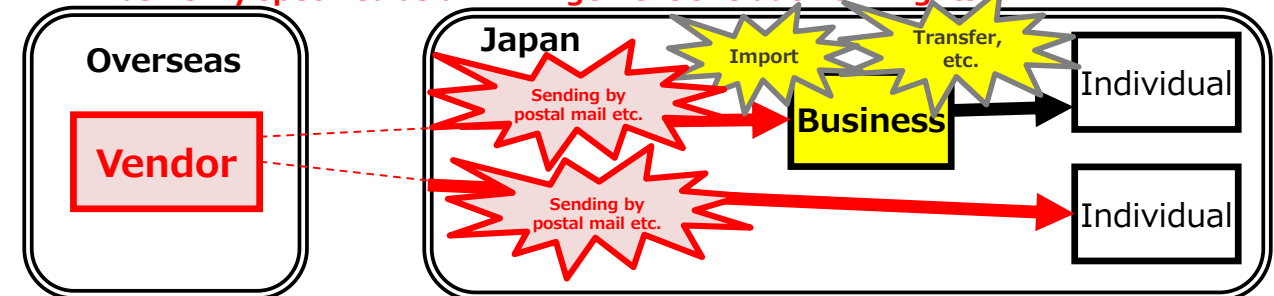 Overseas
Vendor
Japan
Sending by
postal mail etc.
Import
Transfer,
etc.
Business
Individual
Sending by
postal mail etc.
Individual